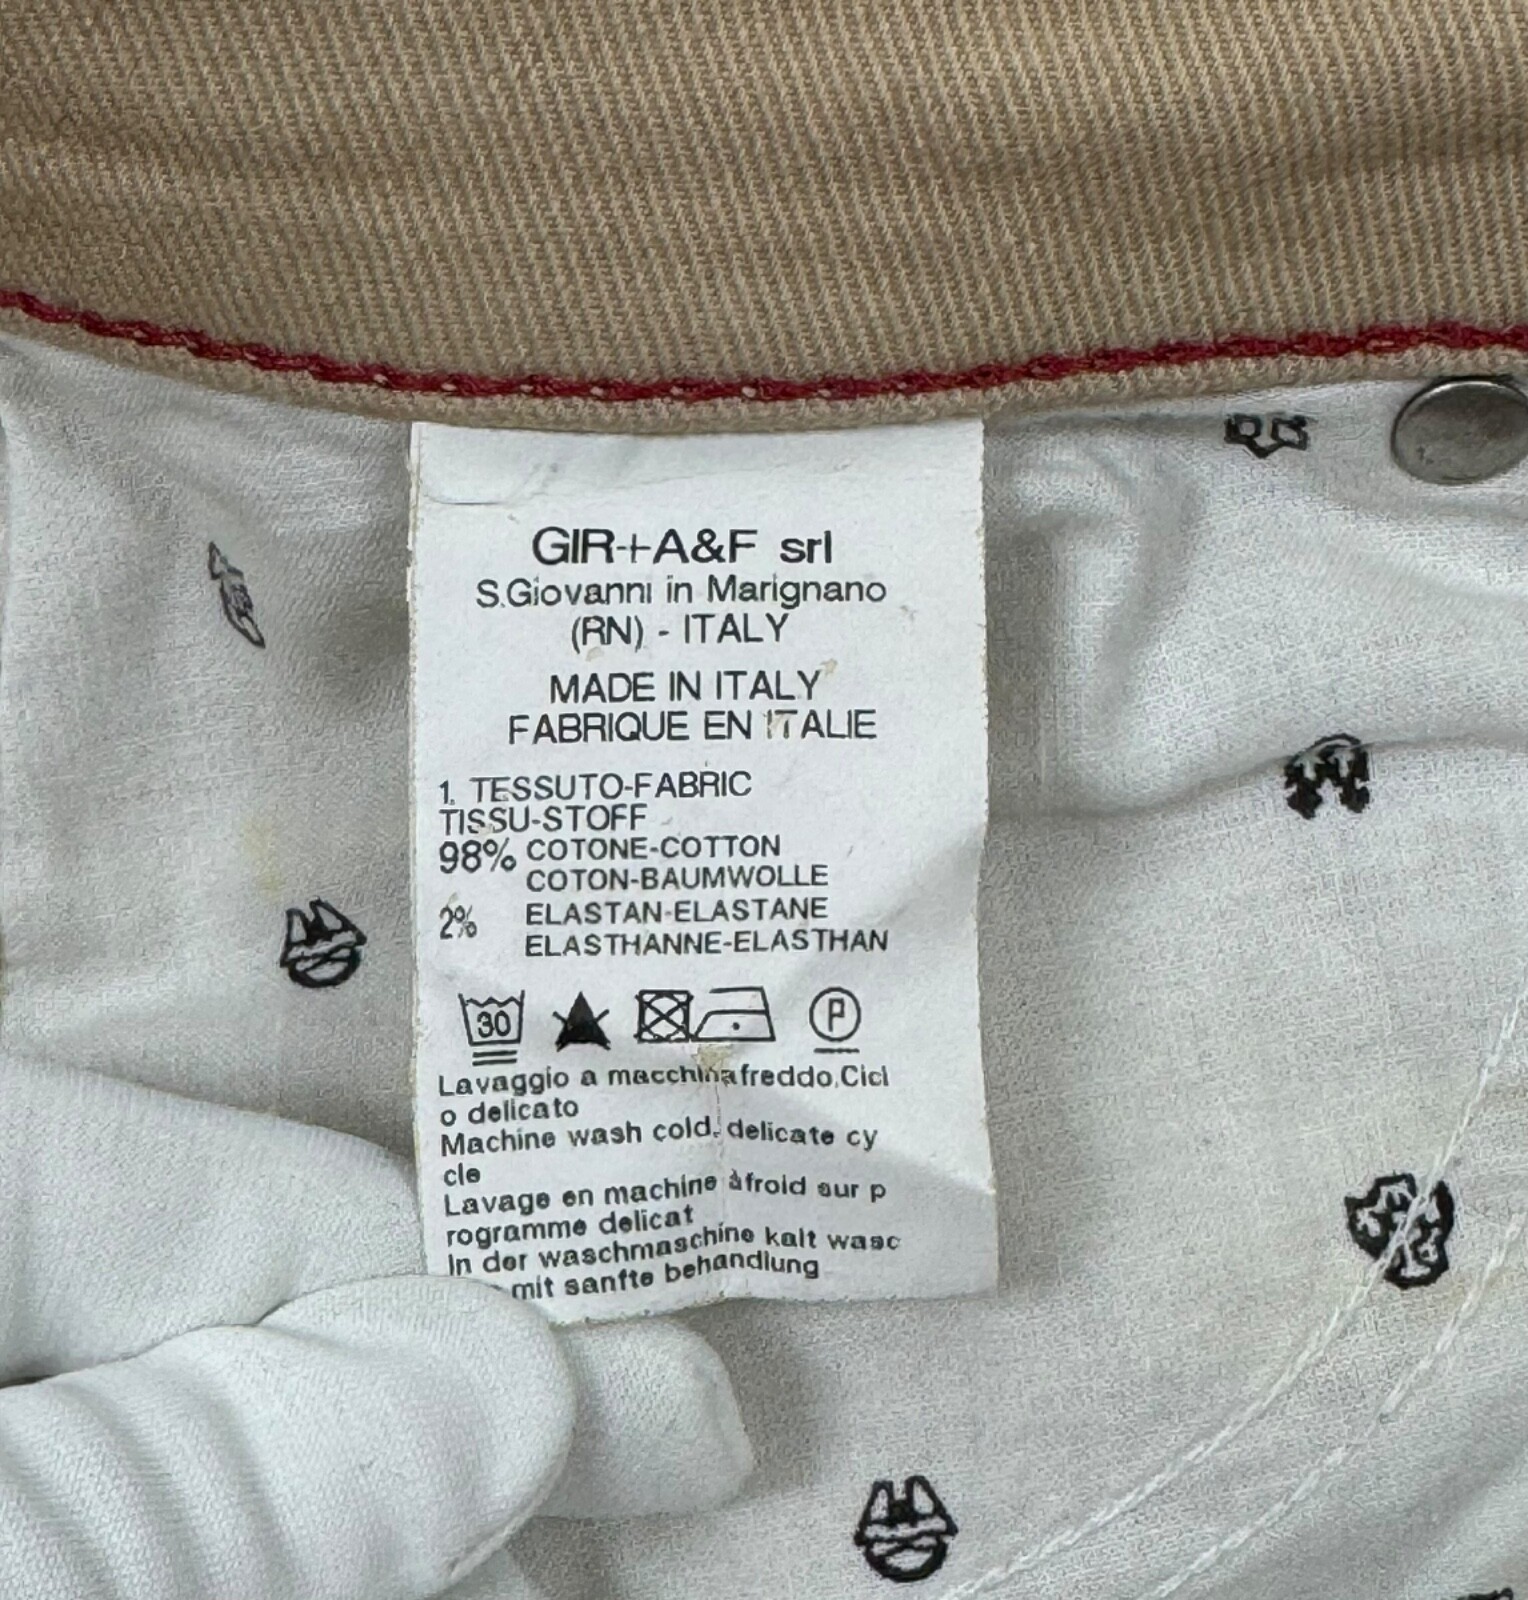 GIR+A&F srl
S.Giovanni in Marignano
(RN) - ITALY
MADE IN ITALY
FABRIQUE EN ITALIE
1. TESSUTO-FABRIC
TISSU-STOFF
98% COTONE-COTTON
COTON-BAUMWOLLE
2% ELASTAN-ELASTANE
ELASTHANNE-ELASTHAN
30 P
Lavaggio a macchinafreddo.Cicl
o delicato
Machine wash cold, delicate cy
cle
Lavage en machine àfroid sur p
rogramme delicat
In der waschmaschine kalt wasc
mit sanfte behandlung